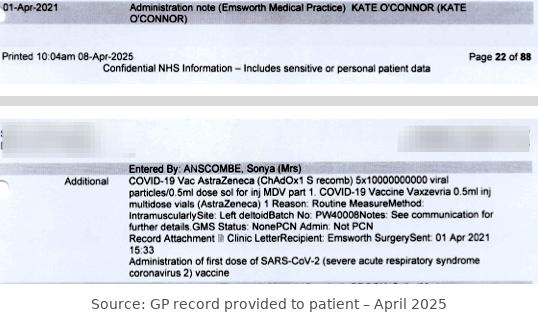 01-Apr-2021 Administration note (Emsworth Medical Practice) KATE O'CONNOR (KATE
O'CONNOR)
Printed 10:04am 08-Apr-2025 Page 22 of 88
Confidential NHS Information – Includes sensitive or personal patient data
Entered By: ANSCOMBE, Sonya (Mrs)
Additional COVID-19 Vac AstraZeneca (ChAdOx1 S recomb) 5x10000000000 viral
particles/0.5ml dose sol for inj MDV part 1. COVID-19 Vaccine Vaxzevria 0.5ml inj
multidose vials (AstraZeneca) 1 Reason: Routine MeasureMethod:
IntramuscularlySite: Left deltoidBatch No: PW40008Notes: See communication for
further details.GMS Status: NonePCN Admin: Not PCN
Record Attachment Clinic LetterRecipient: Emsworth SurgerySent: 01 Apr 2021
15:33
Administration of first dose of SARS-CoV-2 (severe acute respiratory syndrome
coronavirus 2) vaccine
Source: GP record provided to patient – April 2025